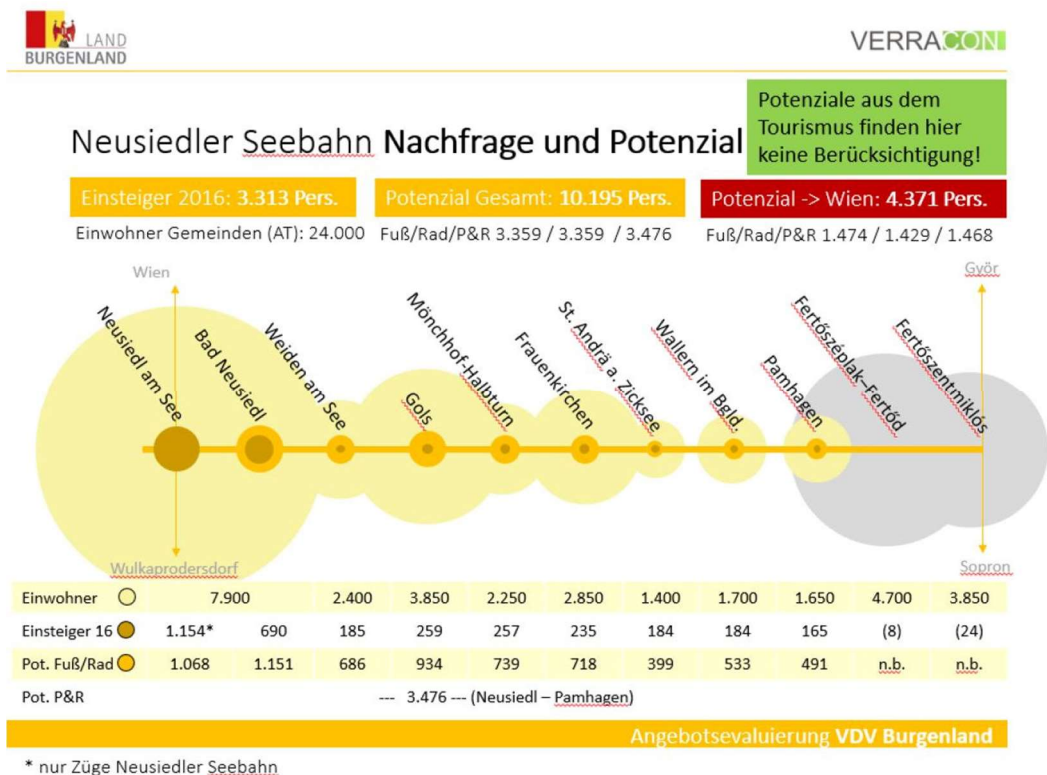 LAND
BURGENLAND
VERRACON
Potenziale aus dem
Tourismus finden hier
keine Berücksichtigung!
Neusiedler Seebahn Nachfrage und Potenzial
Einsteiger 2016: 3.313 Pers.
Potenzial Gesamt: 10.195 Pers.
Potenzial -> Wien: 4.371 Pers.
Einwohner Gemeinden (AT): 24.000
Fuß/Rad/P&R 3.359 / 3.359 / 3.476
Fuß/Rad/P&R 1.474 / 1.429 / 1.468
Wien
Györ
Neusiedl am See
Bad Neusiedl
Weiden am See
Gols
Mönchhof-Halbturn
Frauenkirchen
St. Andrä a. Zicksee
Wallern im Bgld.
Pamhagen
Fertőszéplak–Fertőd
Fertőszentmiklós
Wulkaprodersdorf
Sopron
Einwohner 7.900 2.400 3.850 2.250 2.850 1.400 1.700 1.650 4.700 3.850
Einsteiger 16 1.154* 690 185 259 257 235 184 184 165 (8) (24)
Pot. Fuß/Rad 1.068 1.151 686 934 739 718 399 533 491 n.b. n.b.
Pot. P&R --- 3.476 --- (Neusiedl – Pamhagen)
Angebotsevaluierung VDV Burgenland
* nur Züge Neusiedler Seebahn